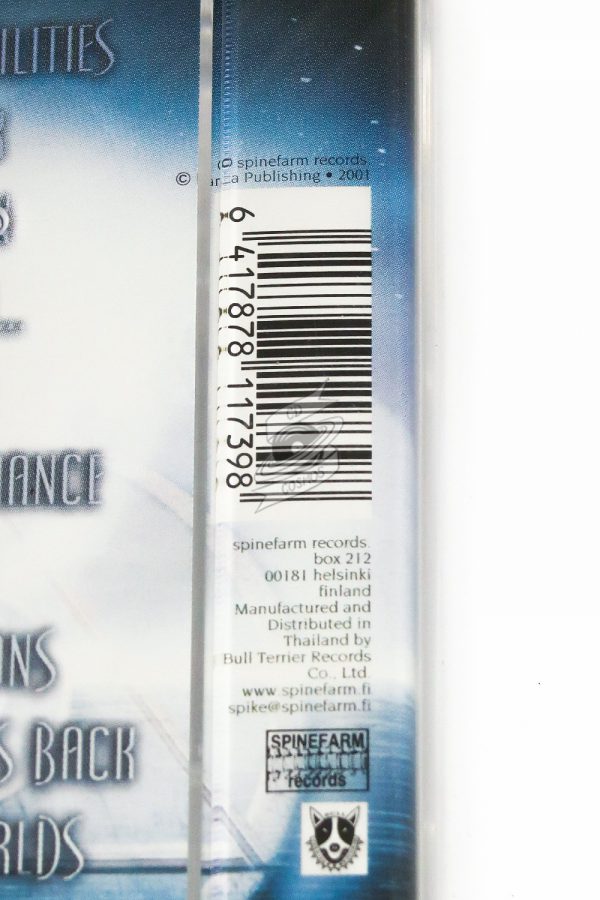 ILITIES
spinefarm records.
© Publishing • 2001
6 417878 117398
CD
COSMOS
ANCE
spinefarm records.
box 212
00181 helsinki
finland
Manufactured and
Distributed in
Thailand by
Bull Terrier Records
Co., Ltd.
www.spinefarm.fi
spike@spinefarm.fi
NS
S BACK
RLDS
SPINEFARM
records